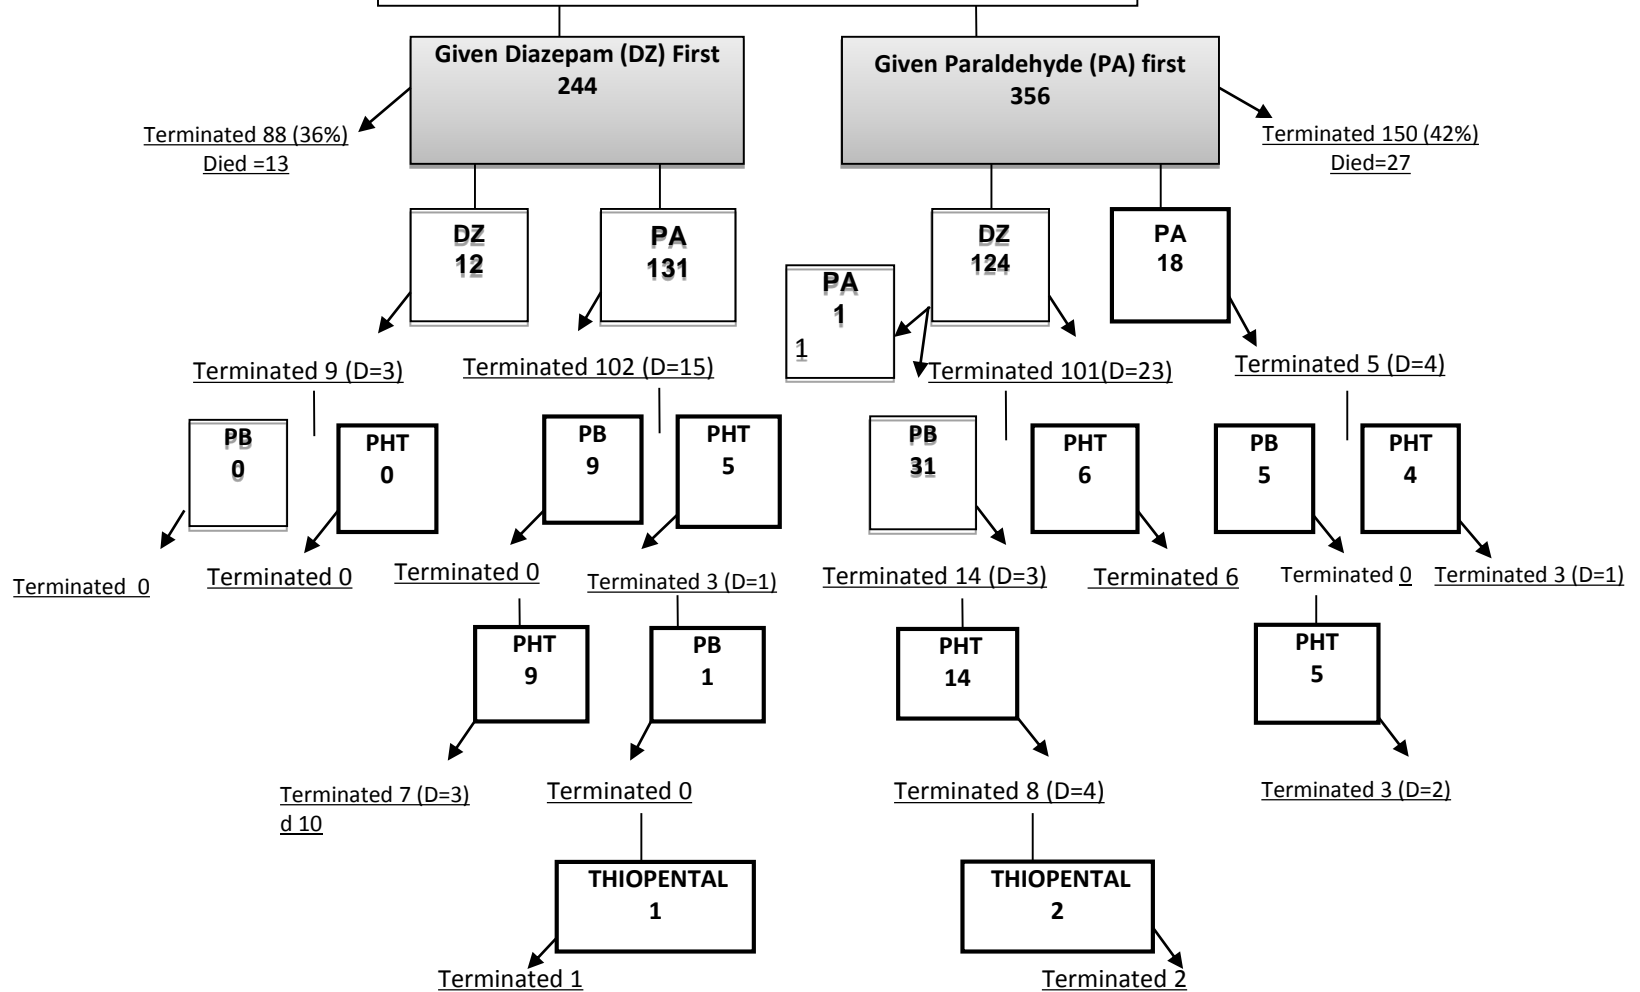 Given Diazepam (DZ) First
244
Given Paraldehyde (PA) first
356
Terminated 88 (36%)
Died =13
Terminated 150 (42%)
Died=27
DZ
12
PA
131
DZ
124
PA
18
PA
1
1
Terminated 9 (D=3)
Terminated 102 (D=15)
Terminated 101(D=23)
Terminated 5 (D=4)
PB
0
PHT
0
PB
9
PHT
5
PB
31
PHT
6
PB
5
PHT
4
Terminated 0
Terminated 0
Terminated 0
Terminated 3 (D=1)
Terminated 14 (D=3)
Terminated 6
Terminated 0
Terminated 3 (D=1)
PHT
9
PB
1
PHT
14
PHT
5
Terminated 7 (D=3)
d 10
Terminated 0
Terminated 8 (D=4)
Terminated 3 (D=2)
THIOPENTAL
1
THIOPENTAL
2
Terminated 1
Terminated 2